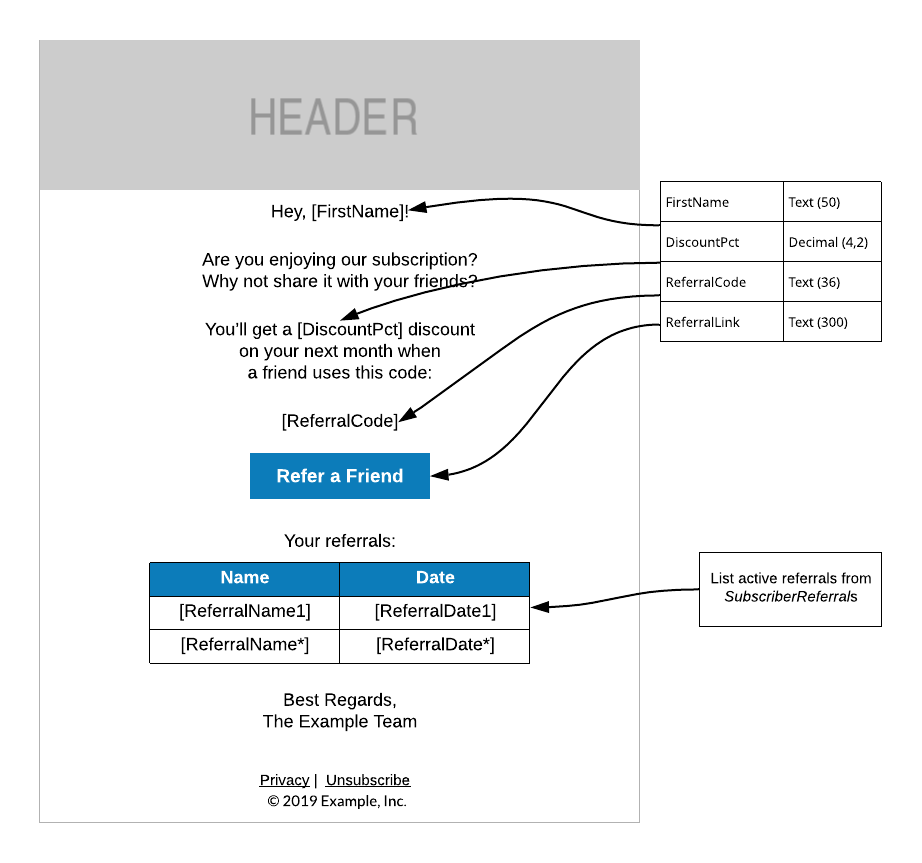 HEADER
Hey, [FirstName]!
Are you enjoying our subscription?
Why not share it with your friends?
You'll get a [DiscountPct] discount
on your next month when
a friend uses this code:
[ReferralCode]
Refer a Friend
Your referrals:
Name Date
[ReferralName1] [ReferralDate1]
[ReferralName*] [ReferralDate*]
Best Regards,
The Example Team
Privacy | Unsubscribe
© 2019 Example, Inc.
FirstName Text (50)
DiscountPct Decimal (4,2)
ReferralCode Text (36)
ReferralLink Text (300)
List active referrals from
SubscriberReferrals